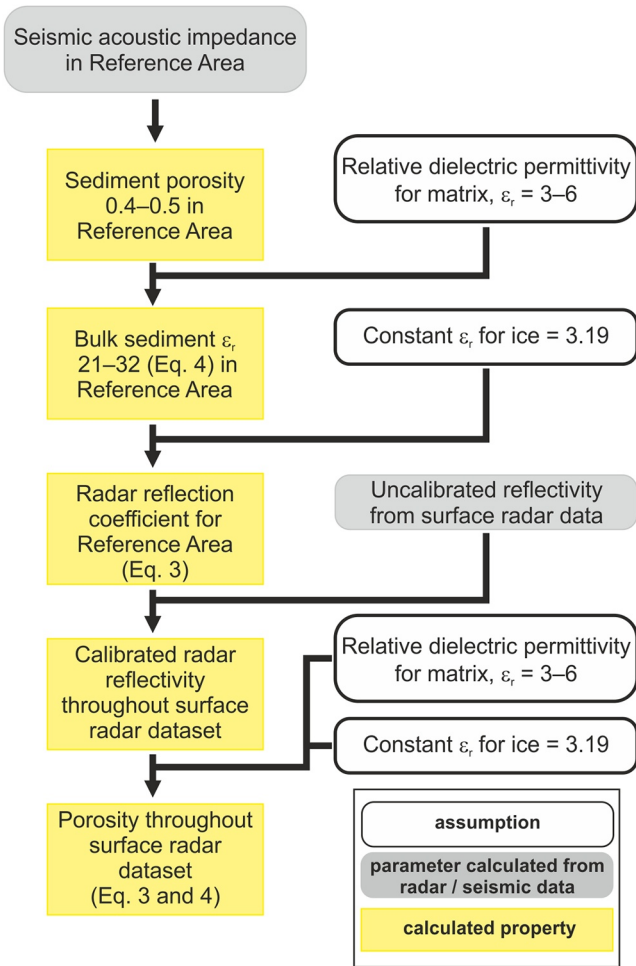 Seismic acoustic impedance
in Reference Area
Sediment porosity
0.4–0.5 in
Reference Area
Relative dielectric permittivity
for matrix, εr = 3–6
Bulk sediment εr
21–32 (Eq. 4) in
Reference Area
Constant εr for ice = 3.19
Radar reflection
coefficient for
Reference Area
(Eq. 3)
Uncalibrated reflectivity
from surface radar data
Calibrated radar
reflectivity
throughout surface
radar dataset
Relative dielectric permittivity
for matrix, εr = 3–6
Constant εr for ice = 3.19
Porosity throughout
surface radar
dataset
(Eq. 3 and 4)
assumption
parameter calculated from
radar / seismic data
calculated property